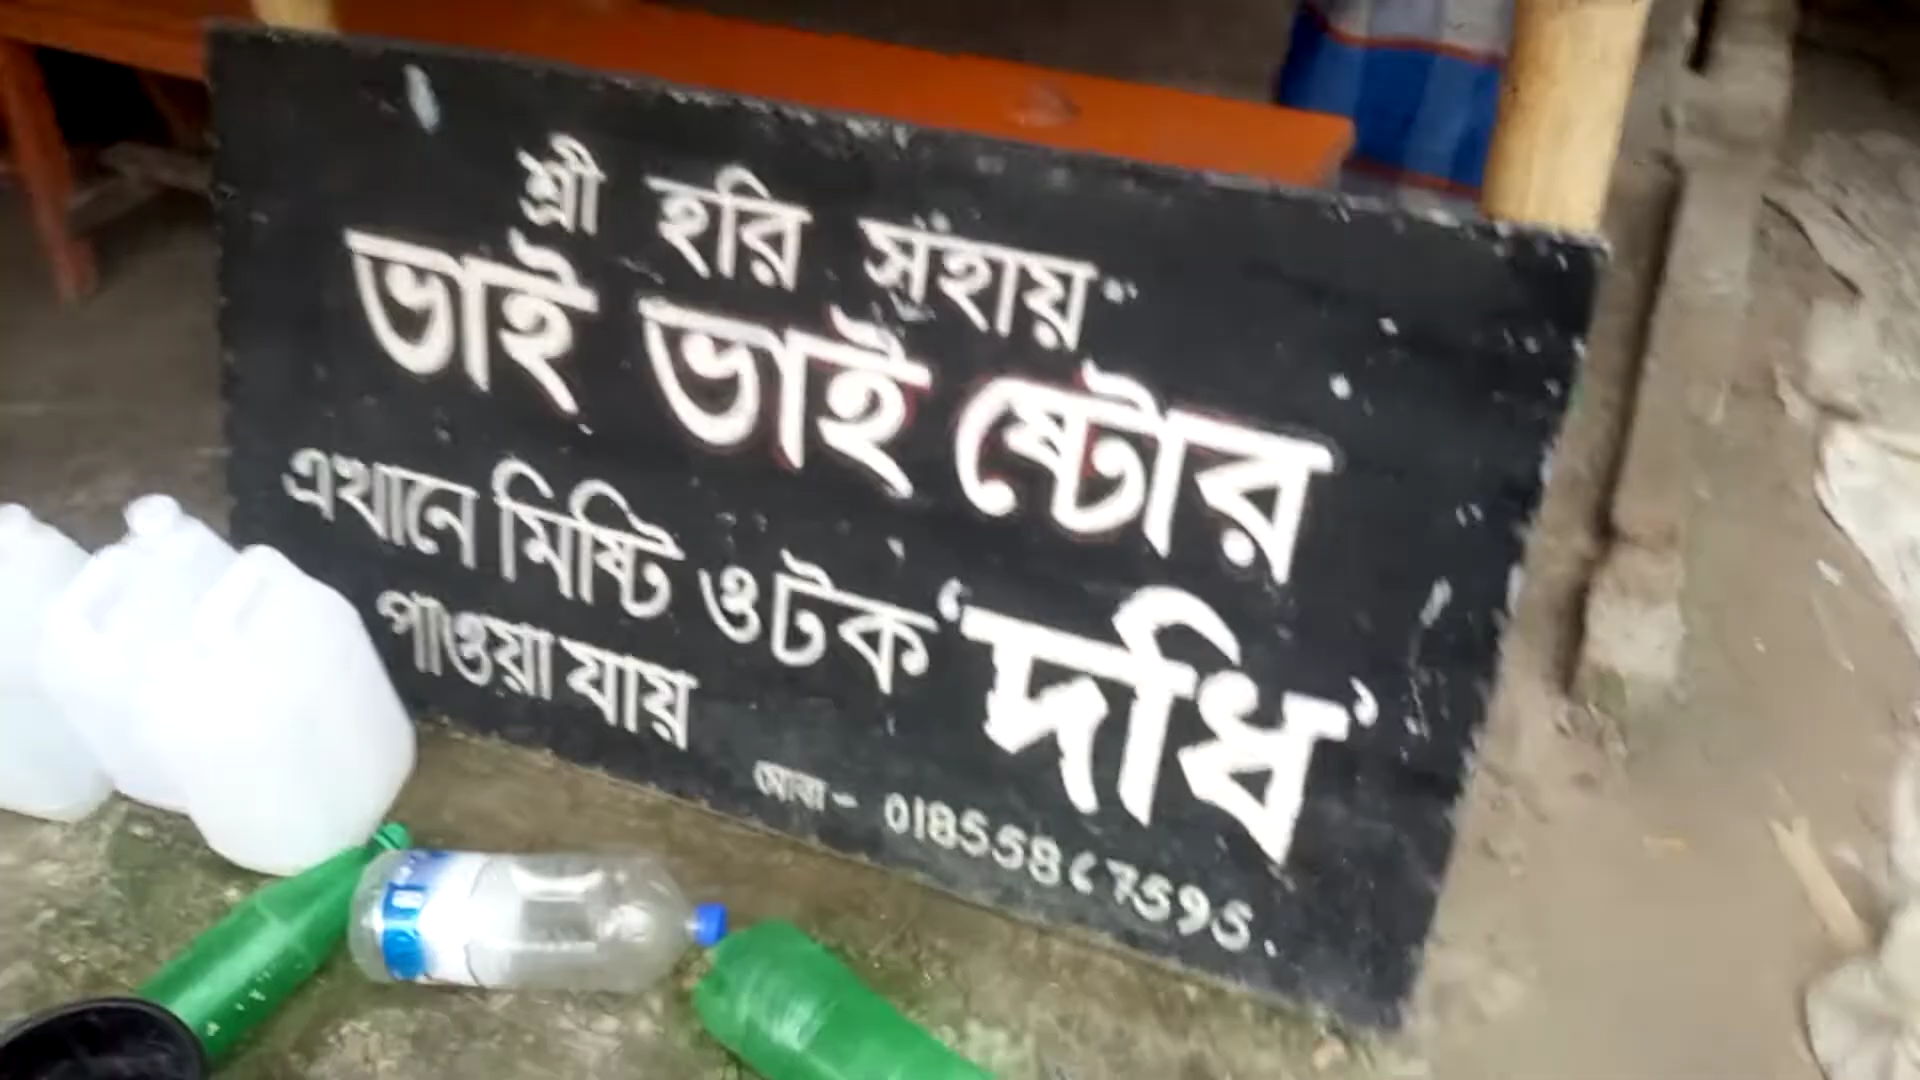 শ্রী হরি সহায়
ভাই ভাই ষ্টোর
এখানে মিষ্টি ও টক ‘দধি’
পাওয়া যায়
মোবা- 01855867595.